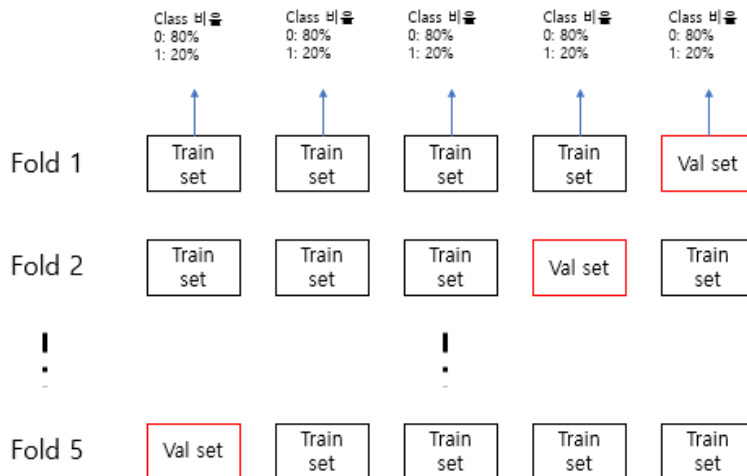 Class 비율
0: 80%
1: 20%
Class 비율
0: 80%
1: 20%
Class 비율
0: 80%
1: 20%
Class 비율
0: 80%
1: 20%
Class 비율
0: 80%
1: 20%
Fold 1
Train
set
Train
set
Train
set
Train
set
Val set
Fold 2
Train
set
Train
set
Train
set
Val set
Train
set
Fold 5
Val set
Train
set
Train
set
Train
set
Train
set